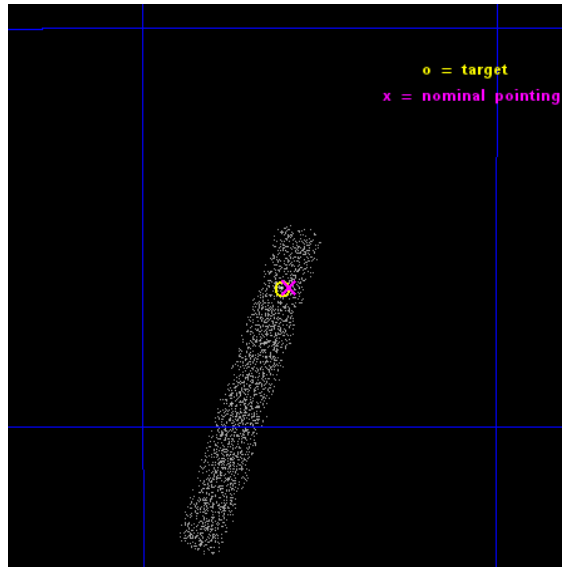 o = target
x = nominal pointing